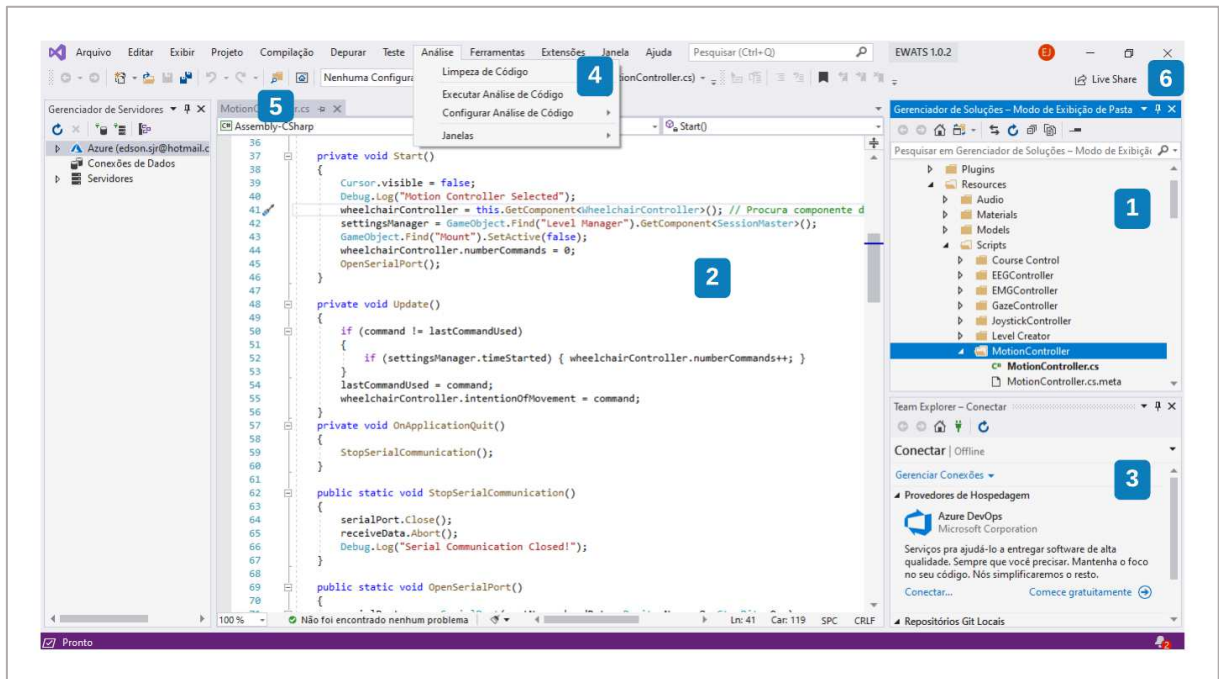 Arquivo Editar Exibir Projeto Compilação Depurar Teste Análise Ferramentas Extensões Janela Ajuda Pesquisar (Ctrl+Q) EWATS 1.0.2 EJ
Nenhuma Configura
ionController.cs)
Live Share
6
Limpeza de Código
4
Executar Análise de Código
Configurar Análise de Código
Janelas
Gerenciador de Servidores
Azure (edson.sjr@hotmail.c
Conexões de Dados
Servidores
5
Assembly-CSharp
Start()
36
37 private void Start()
38 {
39 Cursor.visible = false;
40 Debug.Log("Motion Controller Selected");
41 wheelchairController = this.GetComponent<WheelchairController>(); // Procura componente d
42 settingsManager = GameObject.Find("Level Manager").GetComponent<SessionMaster>();
43 GameObject.Find("Mount").SetActive(false);
44 wheelchairController.numberCommands = 0;
45 OpenSerialPort();
46 }
47
48 private void Update()
49 {
50 if (command != lastCommandUsed)
51 {
52 if (settingsManager.timeStarted) { wheelchairController.numberCommands++; }
53 }
54 lastCommandUsed = command;
55 wheelchairController.intentionOfMovement = command;
56 }
57 private void OnApplicationQuit()
58 {
59 StopSerialCommunication();
60 }
61
62 public static void StopSerialCommunication()
63 {
64 serialPort.Close();
65 receiveData.Abort();
66 Debug.Log("Serial Communication Closed!");
67 }
68
69 public static void OpenSerialPort()
70 {
2
100 % Não foi encontrado nenhum problema Ln: 41 Car: 119 SPC CRLF
Gerenciador de Soluções – Modo de Exibição de Pasta
Pesquisar em Gerenciador de Soluções – Modo de Exibiçã
Plugins
Resources
Audio
1
Materials
Models
Scripts
Course Control
EEGController
EMGController
GazeController
JoystickController
Level Creator
MotionController
C# MotionController.cs
MotionController.cs.meta
Team Explorer – Conectar
Conectar | Offline
Gerenciar Conexões
3
Provedores de Hospedagem
Azure DevOps
Microsoft Corporation
Serviços pra ajudá-lo a entregar software de alta
qualidade. Sempre que você precisar. Mantenha o foco
no seu código. Nós simplificaremos o resto.
Conectar... Comece gratuitamente
Repositórios Git Locais
Pronto
2